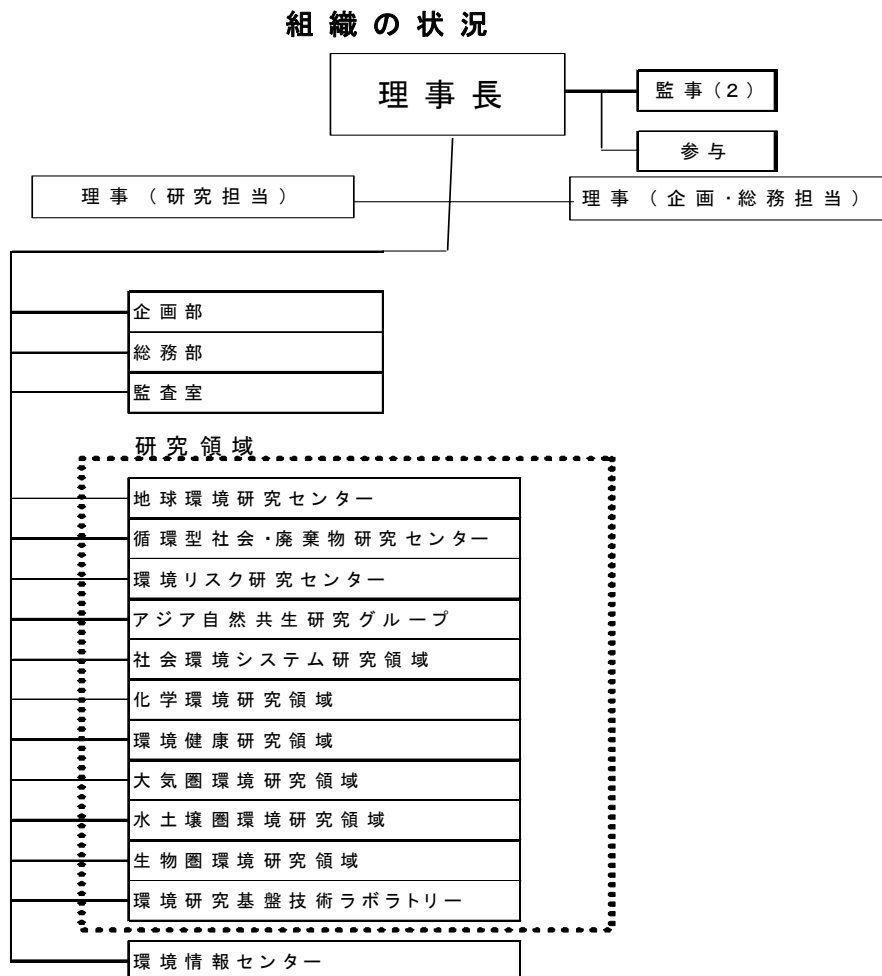 組織の状況
理事長
監事(2)
参与
理事(研究担当)
理事(企画・総務担当)
企画部
総務部
監査室
研究領域
地球環境研究センター
循環型社会・廃棄物研究センター
環境リスク研究センター
アジア自然共生研究グループ
社会環境システム研究領域
化学環境研究領域
環境健康研究領域
大気圏環境研究領域
水土壌圏環境研究領域
生物圏環境研究領域
環境研究基盤技術ラボラトリー
環境情報センター